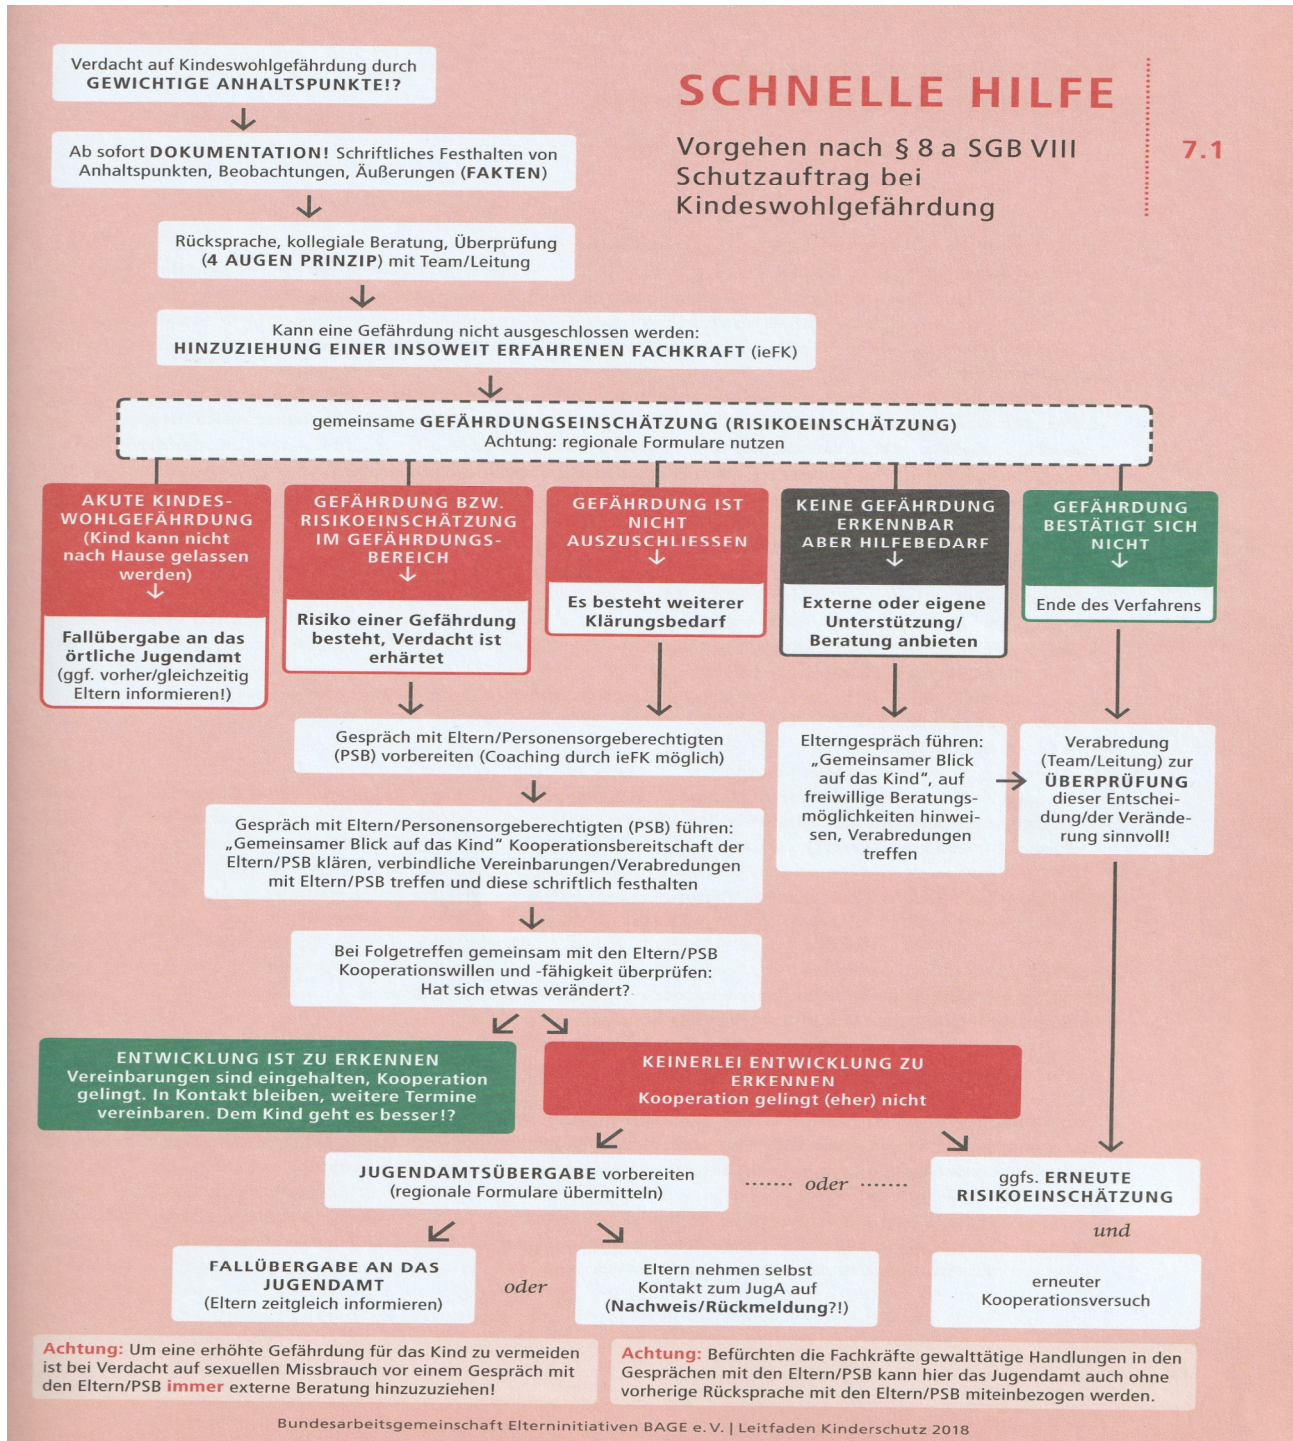 Verdacht auf Kindeswohlgefährdung durch
GEWICHTIGE ANHALTSPUNKTE!?
SCHNELLE HILFE
Vorgehen nach § 8 a SGB VIII
Schutzauftrag bei
Kindeswohlgefährdung
7.1
Ab sofort DOKUMENTATION! Schriftliches Festhalten von
Anhaltspunkten, Beobachtungen, Äußerungen (FAKTEN)
Rücksprache, kollegiale Beratung, Überprüfung
(4 AUGEN PRINZIP) mit Team/Leitung
Kann eine Gefährdung nicht ausgeschlossen werden:
HINZUZIEHUNG EINER INSOWEIT ERFAHRENEN FACHKRAFT (ieFK)
gemeinsame GEFÄHRDUNGSEINSCHÄTZUNG (RISIKOEINSCHÄTZUNG)
Achtung: regionale Formulare nutzen
AKUTE KINDES-
WOHLGEFÄHRDUNG
(Kind kann nicht
nach Hause gelassen
werden)
Fallübergabe an das
örtliche Jugendamt
(ggf. vorher/gleichzeitig
Eltern informieren!)
GEFÄHRDUNG BZW.
RISIKOEINSCHÄTZUNG
IM GEFÄHRDUNGS-
BEREICH
Risiko einer Gefährdung
besteht, Verdacht ist
erhärtet
GEFÄHRDUNG IST
NICHT
AUSZUSCHLIESSEN
Es besteht weiterer
Klärungsbedarf
KEINE GEFÄHRDUNG
ERKENNBAR
ABER HILFEBEDARF
Externe oder eigene
Unterstützung/
Beratung anbieten
GEFÄHRDUNG
BESTÄTIGT SICH
NICHT
Ende des Verfahrens
Gespräch mit Eltern/Personensorgeberechtigten
(PSB) vorbereiten (Coaching durch ieFK möglich)
Elterngespräch führen:
„Gemeinsamer Blick
auf das Kind“, auf
freiwillige Beratungs-
möglichkeiten hinwei-
sen, Verabredungen
treffen
Verabredung
(Team/Leitung) zur
ÜBERPRÜFUNG
dieser Entschei-
dung/der Verände-
rung sinnvoll!
Gespräch mit Eltern/Personensorgeberechtigten (PSB) führen:
„Gemeinsamer Blick auf das Kind“ Kooperationsbereitschaft der
Eltern/PSB klären, verbindliche Vereinbarungen/Verabredungen
mit Eltern/PSB treffen und diese schriftlich festhalten
Bei Folgetreffen gemeinsam mit den Eltern/PSB
Kooperationswillen und -fähigkeit überprüfen:
Hat sich etwas verändert?
ENTWICKLUNG IST ZU ERKENNEN
Vereinbarungen sind eingehalten, Kooperation
gelingt. In Kontakt bleiben, weitere Termine
vereinbaren. Dem Kind geht es besser!?
KEINERLEI ENTWICKLUNG ZU
ERKENNEN
Kooperation gelingt (eher) nicht
JUGENDAMTSÜBERGABE vorbereiten
(regionale Formulare übermitteln)
······· oder ·······
ggfs. ERNEUTE
RISIKOEINSCHÄTZUNG
und
FALLÜBERGABE AN DAS
JUGENDAMT
(Eltern zeitgleich informieren)
oder
Eltern nehmen selbst
Kontakt zum JugA auf
(Nachweis/Rückmeldung?!)
erneuter
Kooperationsversuch
Achtung: Um eine erhöhte Gefährdung für das Kind zu vermeiden
ist bei Verdacht auf sexuellen Missbrauch vor einem Gespräch mit
den Eltern/PSB immer externe Beratung hinzuzuziehen!
Achtung: Befürchten die Fachkräfte gewalttätige Handlungen in den
Gesprächen mit den Eltern/PSB kann hier das Jugendamt auch ohne
vorherige Rücksprache mit den Eltern/PSB miteinbezogen werden.
Bundesarbeitsgemeinschaft Elterninitiativen BAGE e. V. | Leitfaden Kinderschutz 2018